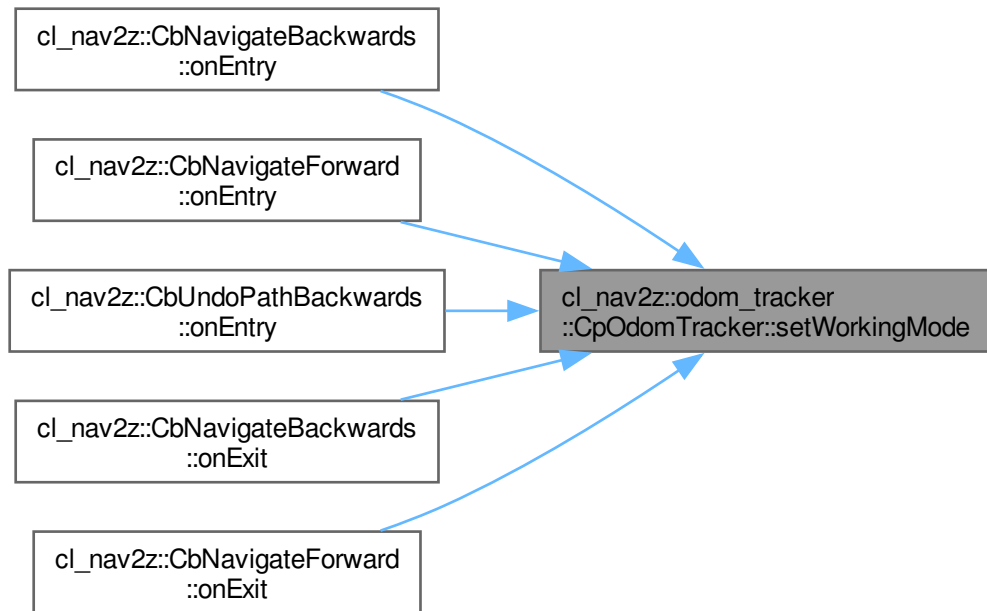 cl_nav2z::CbNavigateBackwards
::onEntry
cl_nav2z::CbNavigateForward
::onEntry
cl_nav2z::CbUndoPathBackwards
::onEntry
cl_nav2z::odom_tracker
::CpOdomTracker::setWorkingMode
cl_nav2z::CbNavigateBackwards
::onExit
cl_nav2z::CbNavigateForward
::onExit